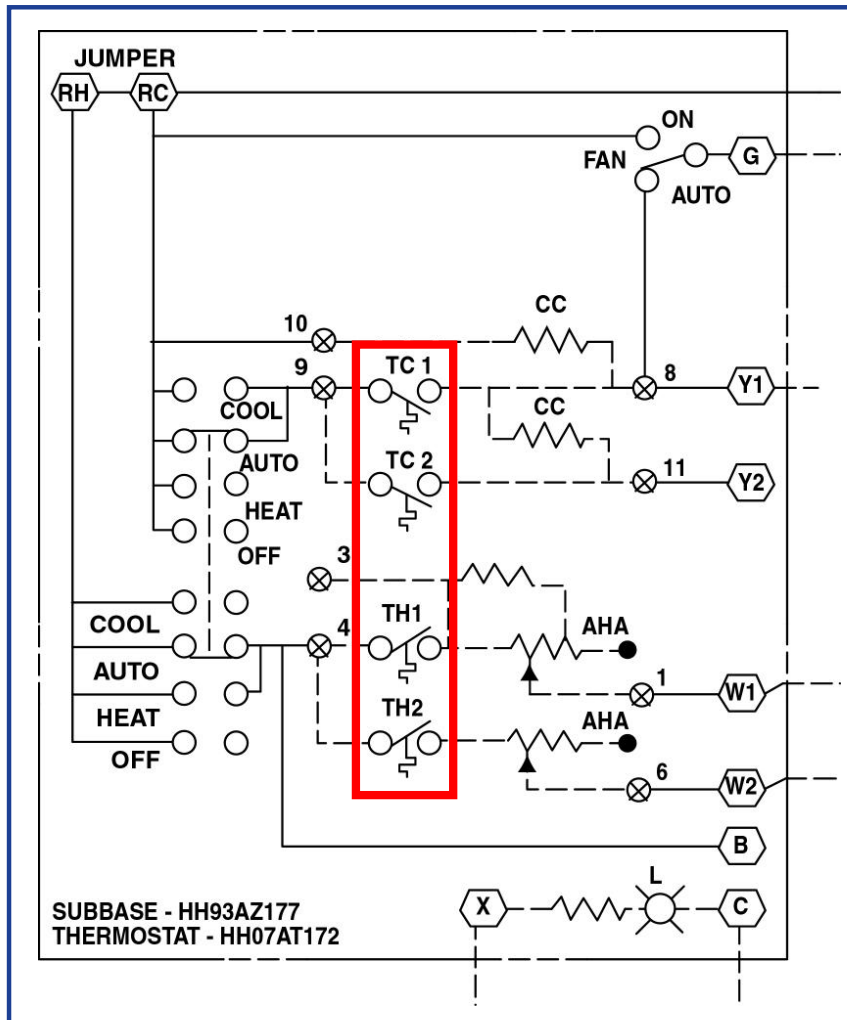 JUMPER
RH
RC
ON
FAN
G
AUTO
CC
10
TC 1
9
8
Y1
COOL
CC
AUTO
TC 2
11
Y2
HEAT
OFF
3
TH1
AHA
4
COOL
1
W1
AUTO
TH2
AHA
HEAT
OFF
6
W2
B
L
X
C
SUBBASE - HH93AZ177
THERMOSTAT - HH07AT172